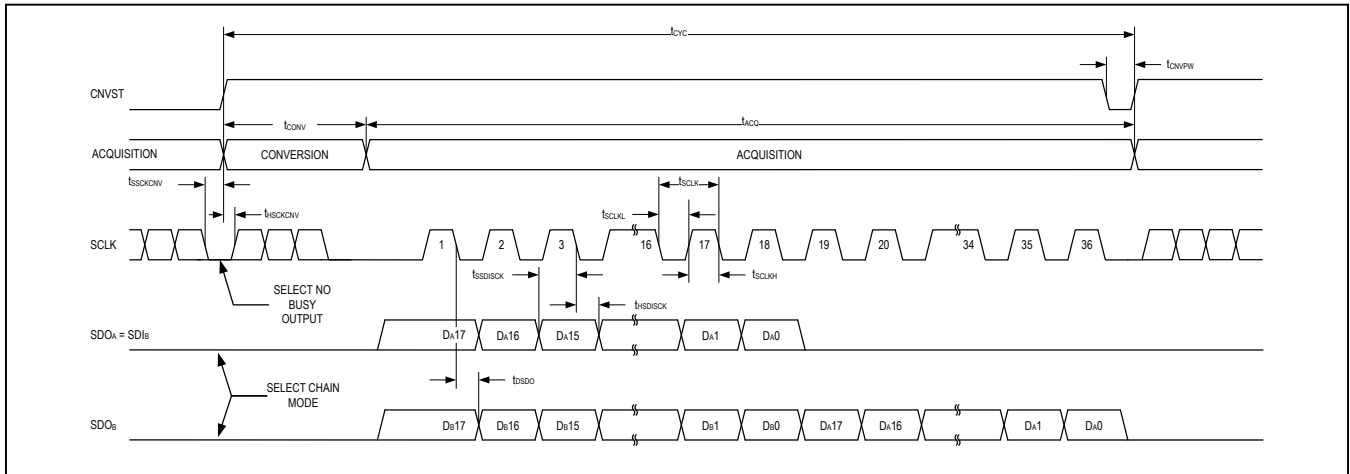 tCYC
tCNVPW
CNVST
tCONV
tACQ
ACQUISITION CONVERSION ACQUISITION
tSSCKCNV
tHSCKCNV
tSCLK
tSCLKL
SCLK 1 2 3 16 17 18 19 20 34 35 36
tSSDISCK
tSCLKH
SELECT NO
BUSY
OUTPUT
tHSDISCK
SDOA = SDIB DA17 DA16 DA15 DA1 DA0
SELECT CHAIN
MODE
tDSDO
SDOB DB17 DB16 DB15 DB1 DB0 DA17 DA16 DA1 DA0